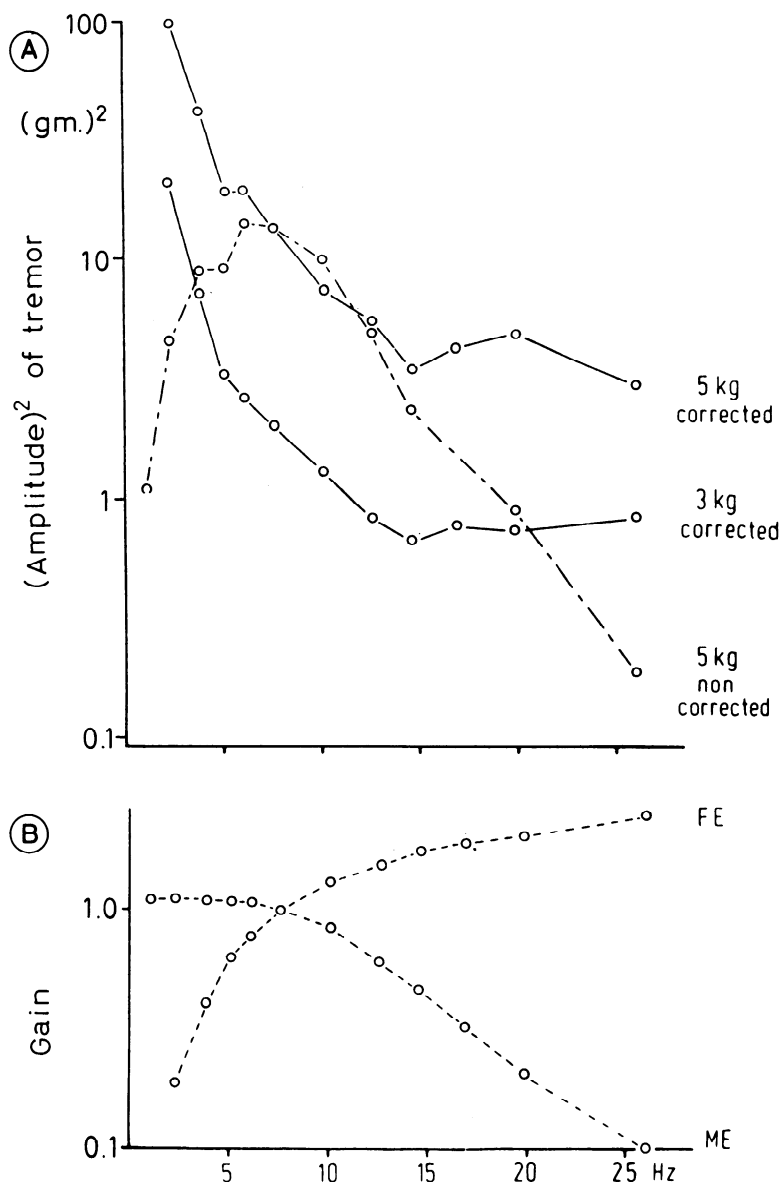 A
100
(gm.)²
10
(Amplitude)² of tremor
1
0.1
5 kg
corrected
3 kg
corrected
5 kg
non
corrected
B
FE
1.0
Gain
0.1
ME
5 10 15 20 25 Hz